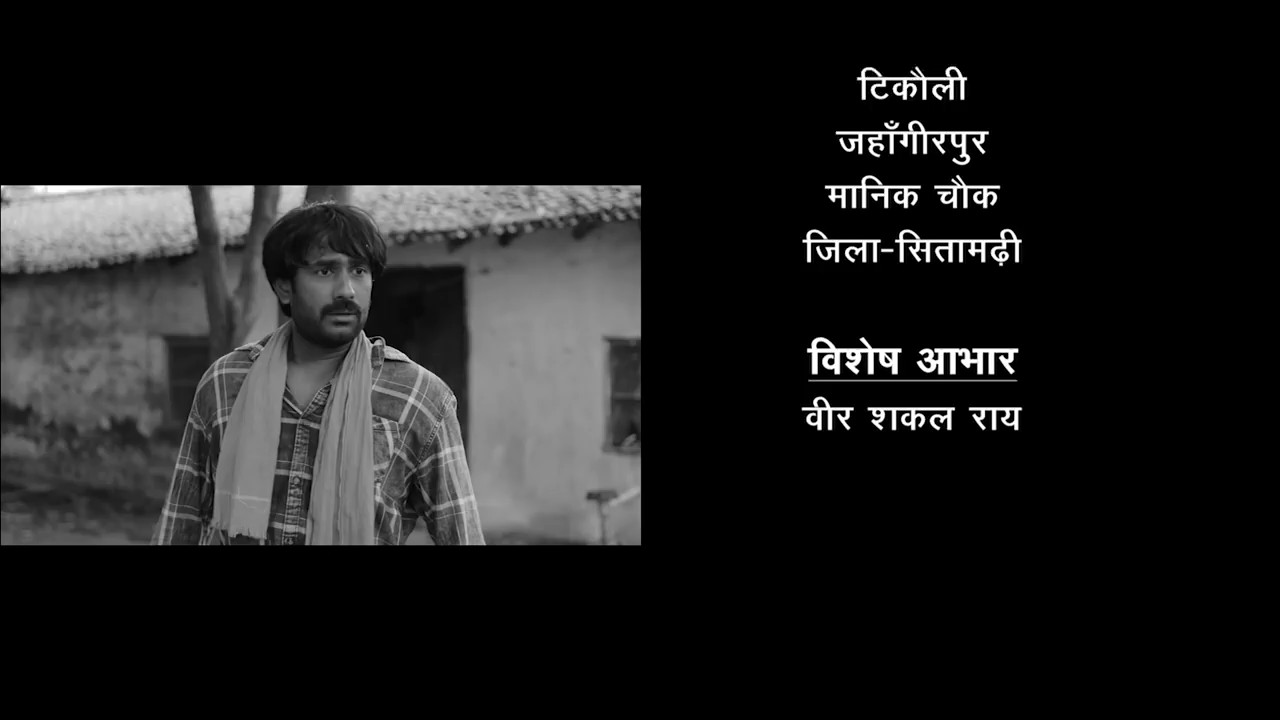 टिकौली
जहाँगीरपुर
मानिक चौक
जिला-सितामढ़ी
विशेष आभार
वीर शकल राय